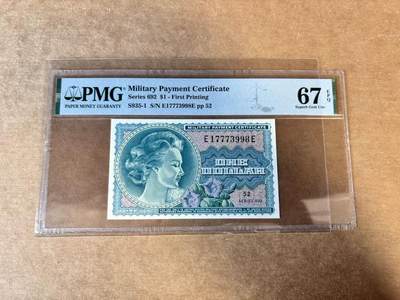 PMG
PAPER MONEY GUARANTY
Military Payment Certificate
Series 692 $1 - First Printing
S935-1 S/N E17773998E pp 52
67 EPQ
Superb Gem Unc
MILITARY PAYMENT CERTIFICATE
E17773998E
ONE
DOLLAR
52
SERIES 692